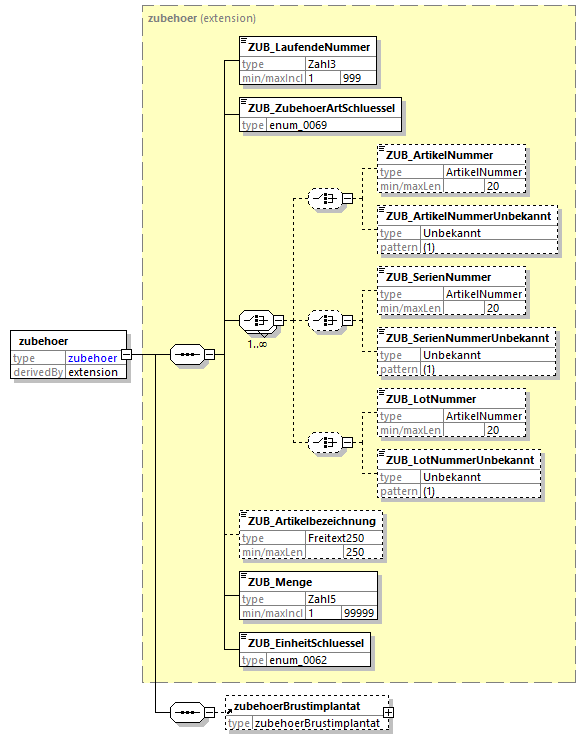 zubehoer (extension)
ZUB_LaufendeNummer
type Zahl3
min/maxIncl 1 999
ZUB_ZubehoerArtSchluessel
type enum_0069
ZUB_ArtikelNummer
type ArtikelNummer
min/maxLen 20
ZUB_ArtikelNummerUnbekannt
type Unbekannt
pattern (1)
ZUB_SerienNummer
type ArtikelNummer
min/maxLen 20
1..∞
ZUB_SerienNummerUnbekannt
type Unbekannt
pattern (1)
zubehoer
type zubehoer
derivedBy extension
ZUB_LotNummer
type ArtikelNummer
min/maxLen 20
ZUB_LotNummerUnbekannt
type Unbekannt
pattern (1)
ZUB_Artikelbezeichnung
type Freitext250
min/maxLen 250
ZUB_Menge
type Zahl5
min/maxIncl 1 99999
ZUB_EinheitSchluessel
type enum_0062
zubehoerBrustimplantat
type zubehoerBrustimplantat